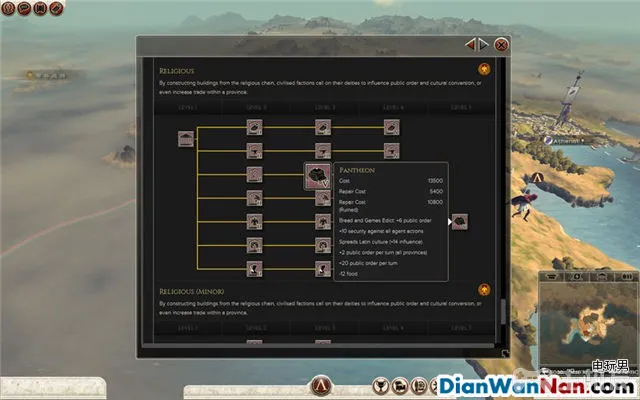 RELIGIOUS
By constructing buildings from the religious chain, civilised factions call on their deities to influence public order and cultural conversion, or
even increase trade within a province.
LEVEL 1 LEVEL 2 LEVEL 3 LEVEL 4 LEVEL 5
PANTHEON
Cost 13500
Repair Cost 5400
Repair Cost 10800
(Ruined)
Bread and Games Edict: +6 public order
+10 security against all agent actions
Spreads Latin culture (+14 influence)
+2 public order per turn (all provinces)
+20 public order per turn
-12 food
RELIGIOUS (MINOR)
By constructing buildings from the religious chain, civilised factions call on their deities to influence public order and cultural conversion, or
even increase trade within a province.
LEVEL 1 LEVEL 2 LEVEL 3 LEVEL 4 LEVEL 5
电玩男
DianWanNan.com